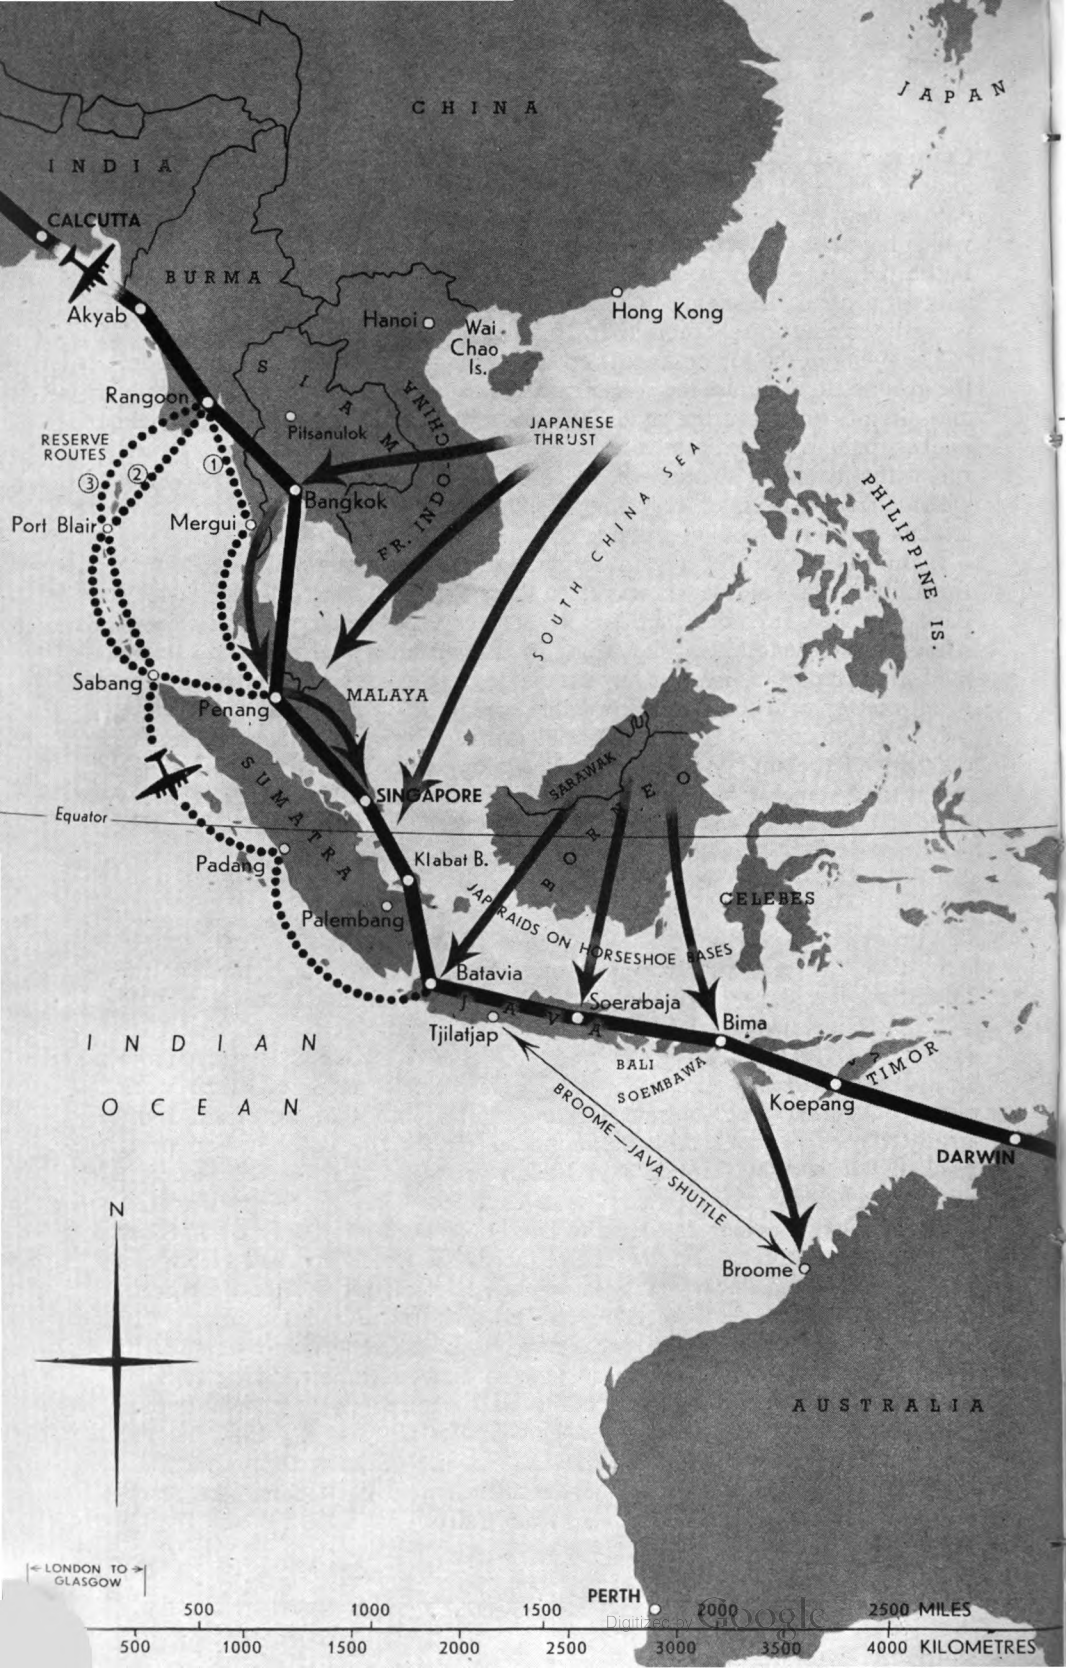 CHINA
JAPAN
INDIA
CALCUTTA
BURMA
Akyab
Hanoi
Wai
Chao
Is.
Hong Kong
Rangoon
SIAM
Pitsanulok
FR. INDO-CHINA
JAPANESE
THRUST
RESERVE
ROUTES
1
2
3
Bangkok
Port Blair
Mergui
SOUTH CHINA SEA
PHILIPPINE IS.
Sabang
Penang
MALAYA
SUMATRA
SINGAPORE
SARAWAK
BORNEO
Equator
Padang
Klabat B.
Palembang
CELEBES
JAP RAIDS ON HORSESHOE BASES
Batavia
JAVA
Soerabaja
Tjilatjap
Bima
BALI
SOEMBAWA
TIMOR
Koepang
INDIAN
OCEAN
BROOME—JAVA SHUTTLE
DARWIN
N
Broome
AUSTRALIA
LONDON TO
GLASGOW
PERTH
500 1000 1500 2000 2500 MILES
Digitized by Google
500 1000 1500 2000 2500 3000 3500 4000 KILOMETRES